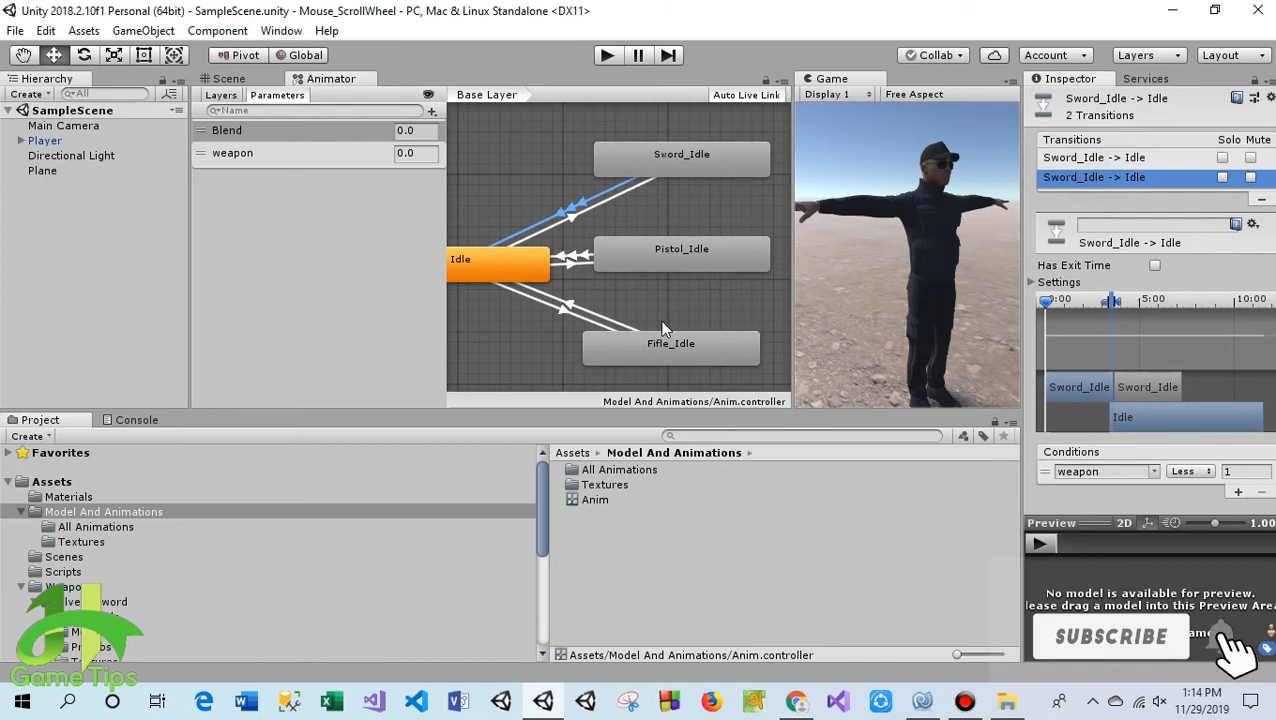 Unity 2018.2.10f1 Personal (64bit) - SampleScene.unity - Mouse_ScrollWheel - PC, Mac & Linux Standalone <DX11>
File Edit Assets GameObject Component Window Help
Pivot Global Collab Account Layers Layout
Hierarchy Scene Animator Game Inspector Services
Create All Layers Parameters Base Layer Auto Live Link Display 1 Free Aspect Sword_Idle -> Idle
2 Transitions
SampleScene Name
Main Camera Blend 0.0 Transitions Solo Mute
Player weapon 0.0 Sword_Idle Sword_Idle -> Idle
Directional Light Sword_Idle -> Idle
Plane
Pistol_Idle
Idle Sword_Idle -> Idle
Has Exit Time
Settings
0:00 5:00 10:00
Fifle_Idle
Sword_Idle Sword_Idle
Model And Animations/Anim.controller
Idle
Project Console
Create
Favorites Assets Model And Animations Conditions
All Animations weapon Less 1
Assets Textures
Materials Anim
Model And Animations
All Animations Preview 2D 1.00
Textures
Scenes
Scripts
No model is available for preview.
lease drag a model into this Preview Area
SUBSCRIBE
Game Tips
Assets/Model And Animations/Anim.controller
1:14 PM
11/29/2019